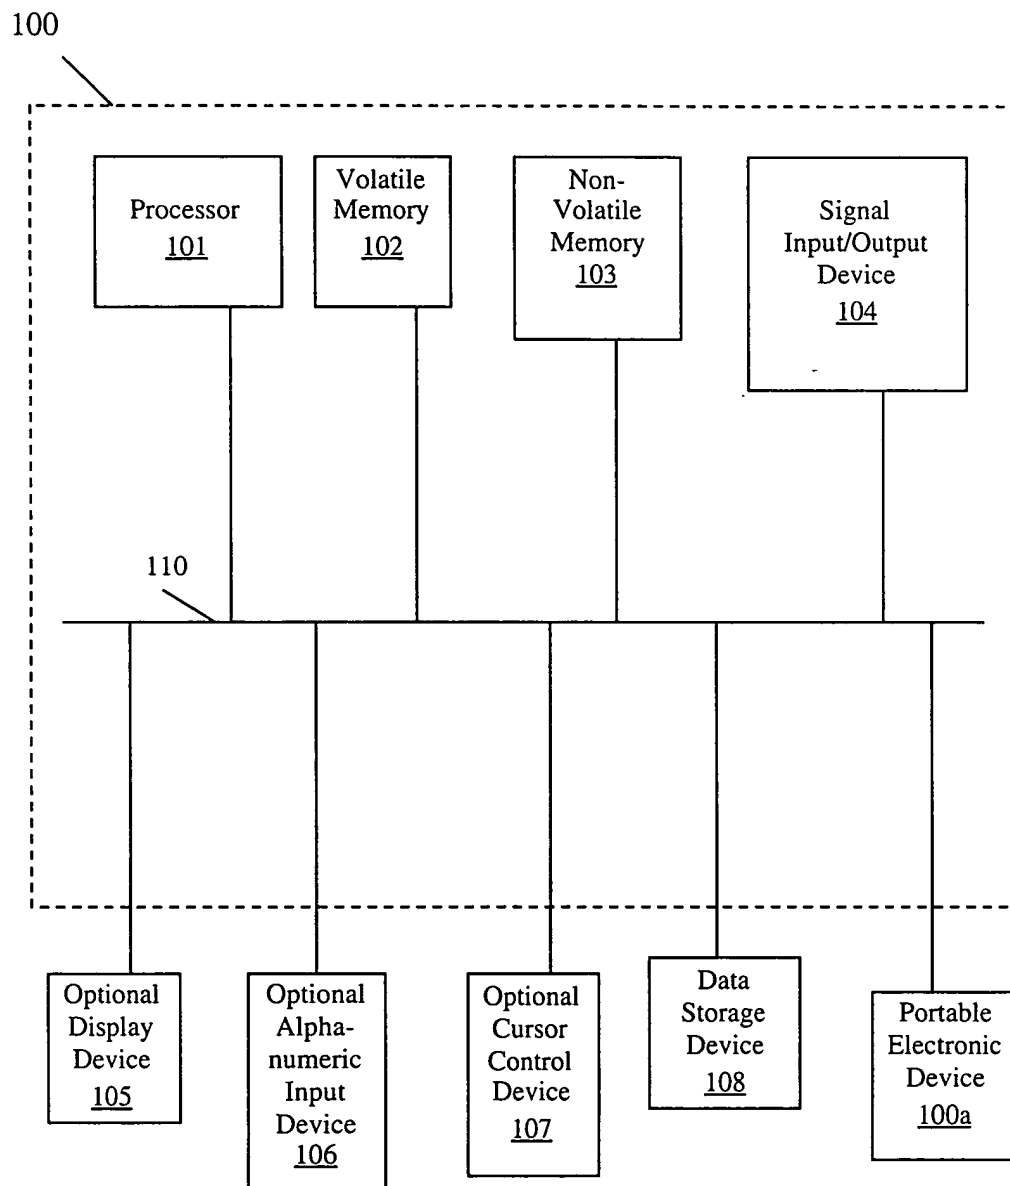 100
Processor
101
Volatile
Memory
102
Non-
Volatile
Memory
103
Signal
Input/Output
Device
104
110
Optional
Display
Device
105
Optional
Alpha-
numeric
Input
Device
106
Optional
Cursor
Control
Device
107
Data
Storage
Device
108
Portable
Electronic
Device
100a